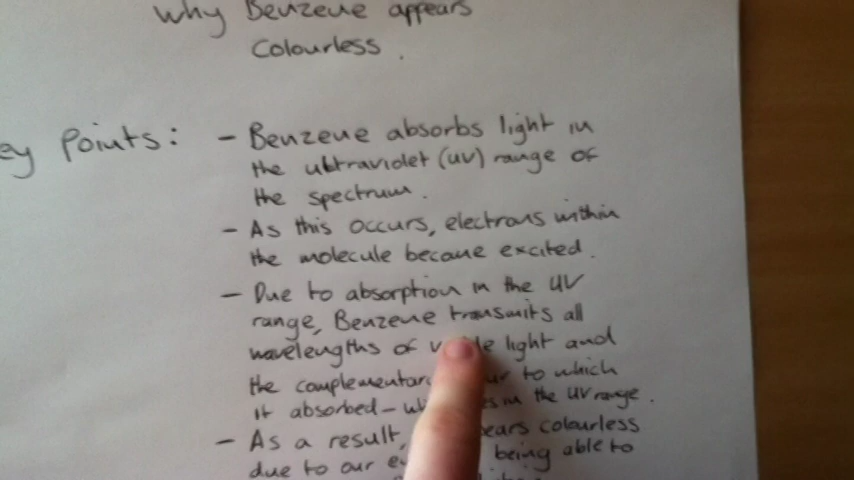 why Benzene appears
Colourless.
ey Points: - Benzene absorbs light in
the ultraviolet (UV) range of
the spectrum.
- As this occurs, electrons within
the molecule become excited.
- Due to absorption in the UV
range, Benzene transmits all
wavelengths of light and
the to which
it absorbed - in the UV range.
- As a result, colourless
due to our being able to